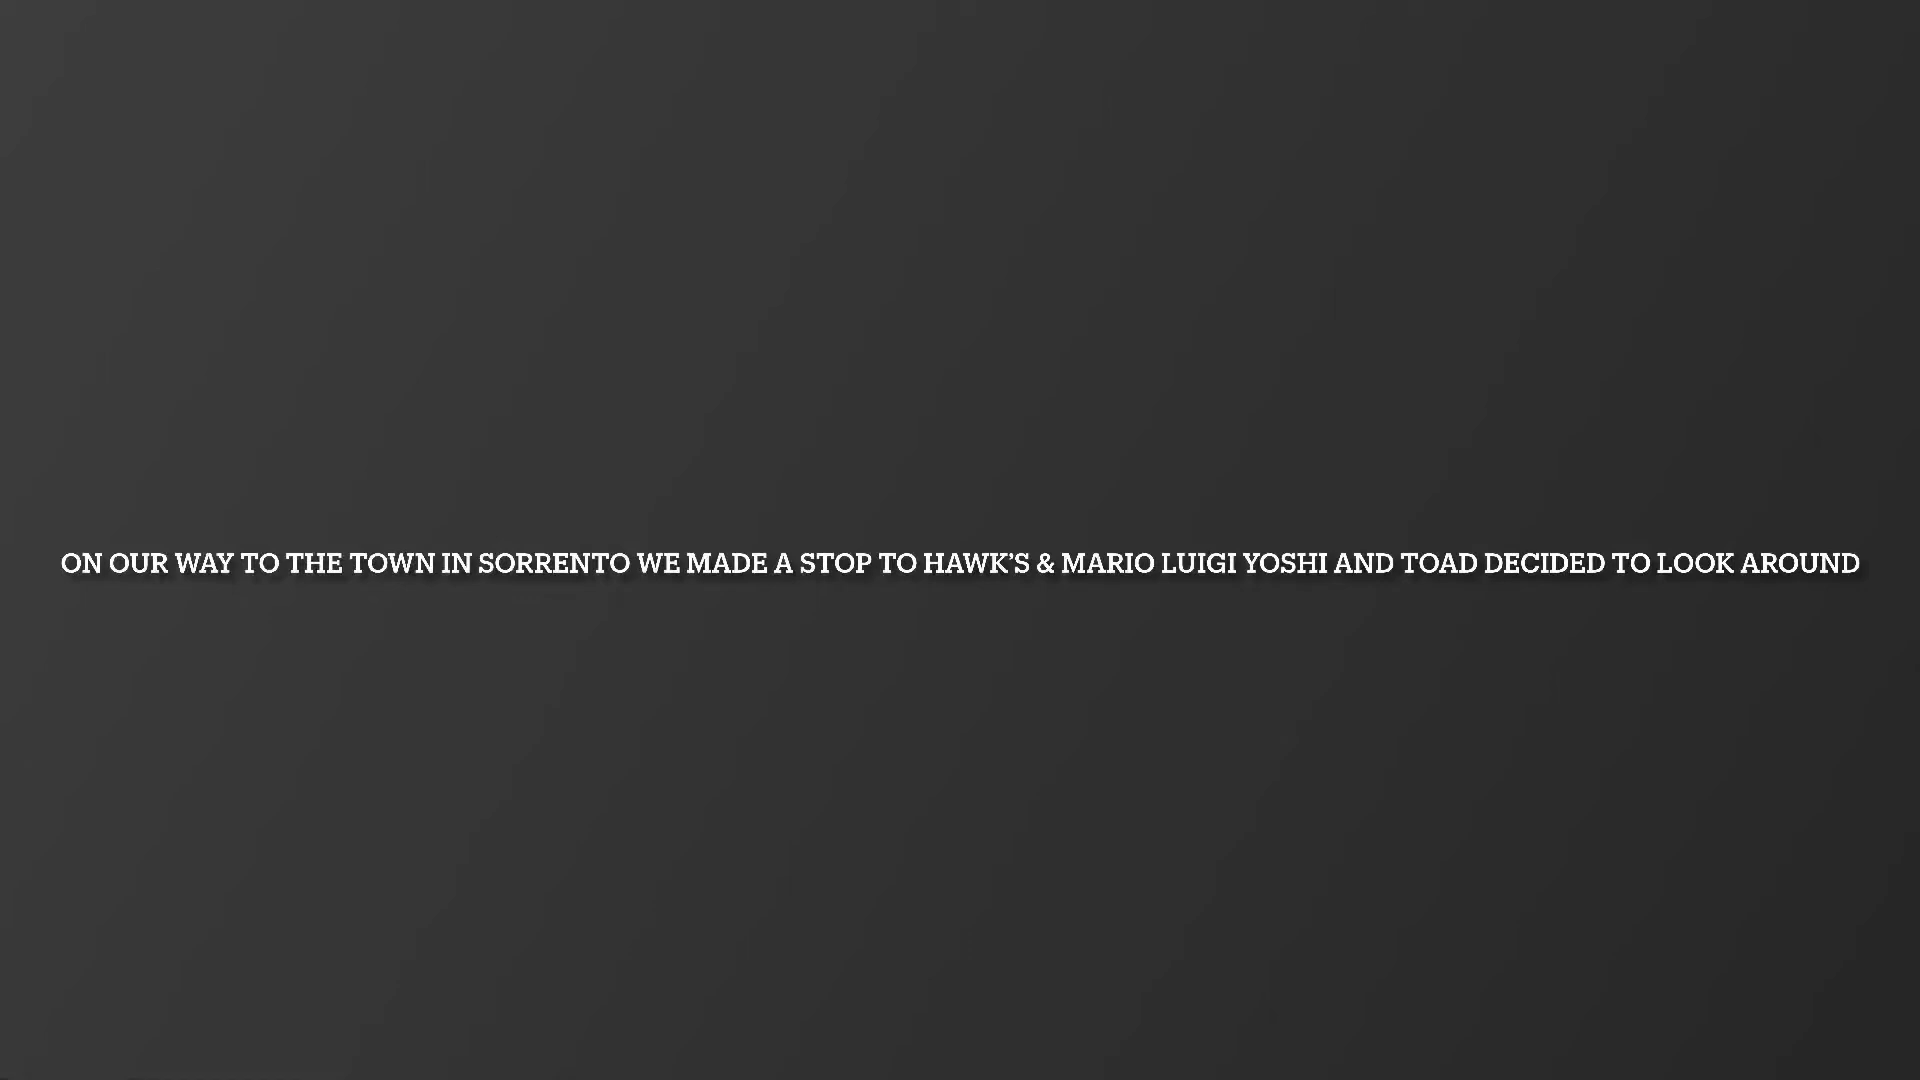 ON OUR WAY TO THE TOWN IN SORRENTO WE MADE A STOP TO HAWK’S & MARIO LUIGI YOSHI AND TOAD DECIDED TO LOOK AROUND